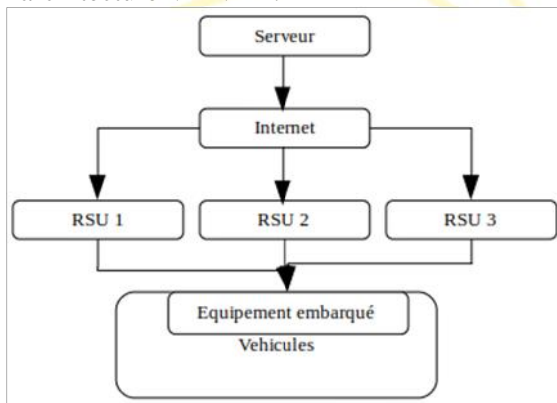 Serveur
Internet
RSU 1
RSU 2
RSU 3
Equipement embarqué
Vehicules